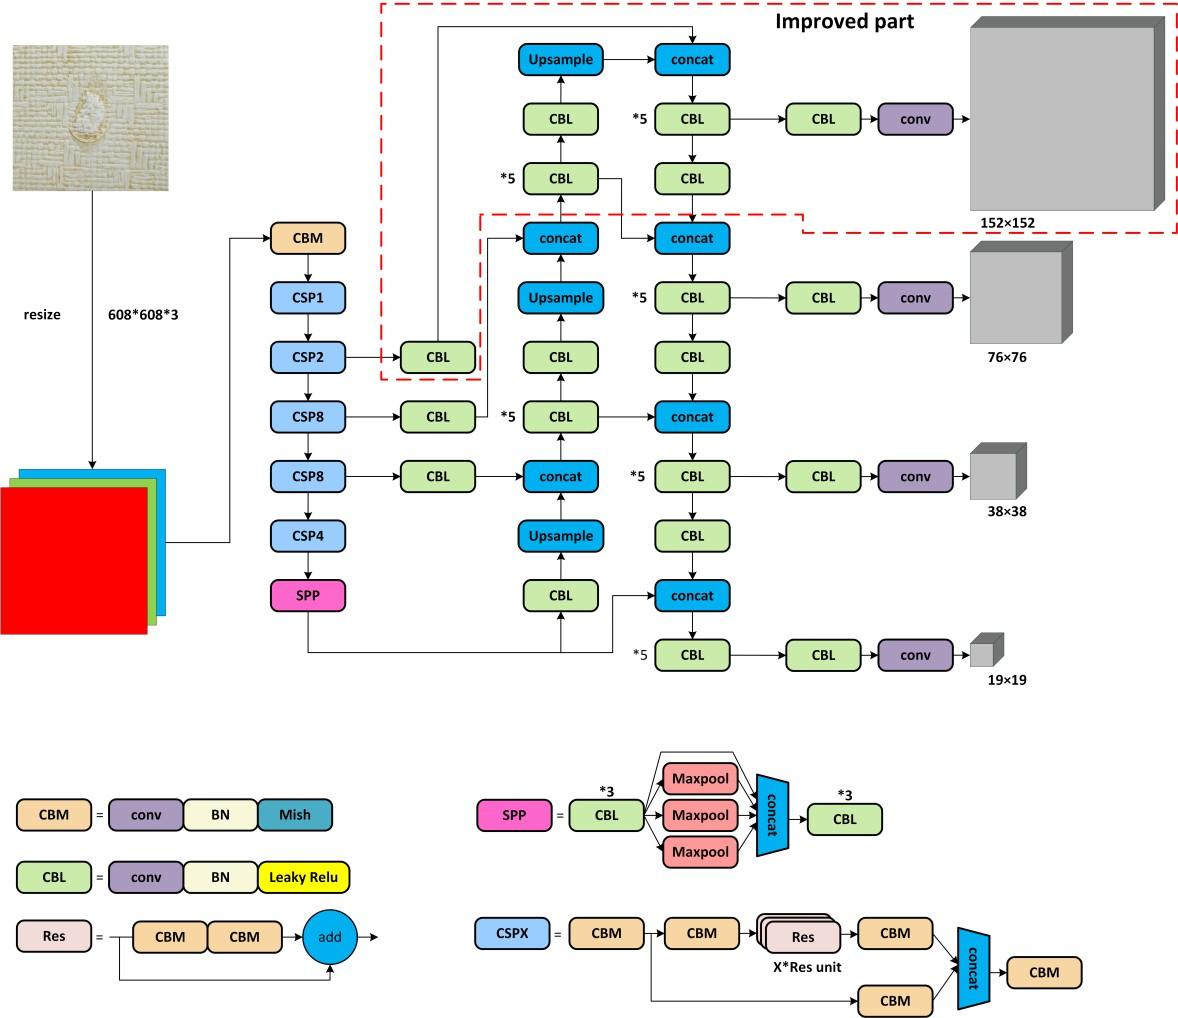 Improved part
Upsample
concat
CBL
*5
CBL
CBL
conv
*5
CBL
CBL
152×152
CBM
concat
concat
CSP1
Upsample
*5
CBL
CBL
conv
resize
608*608*3
CSP2
CBL
CBL
CBL
76×76
CSP8
CBL
*5
CBL
concat
CSP8
CBL
concat
*5
CBL
CBL
conv
38×38
CSP4
Upsample
CBL
SPP
CBL
concat
*5
CBL
CBL
conv
19×19
CBM = conv BN Mish
CBL = conv BN Leaky Relu
Res = CBM CBM add
SPP = *3 CBL
Maxpool
Maxpool
Maxpool
concat
*3
CBL
CSPX = CBM CBM Res CBM
X*Res unit
CBM
concat
CBM